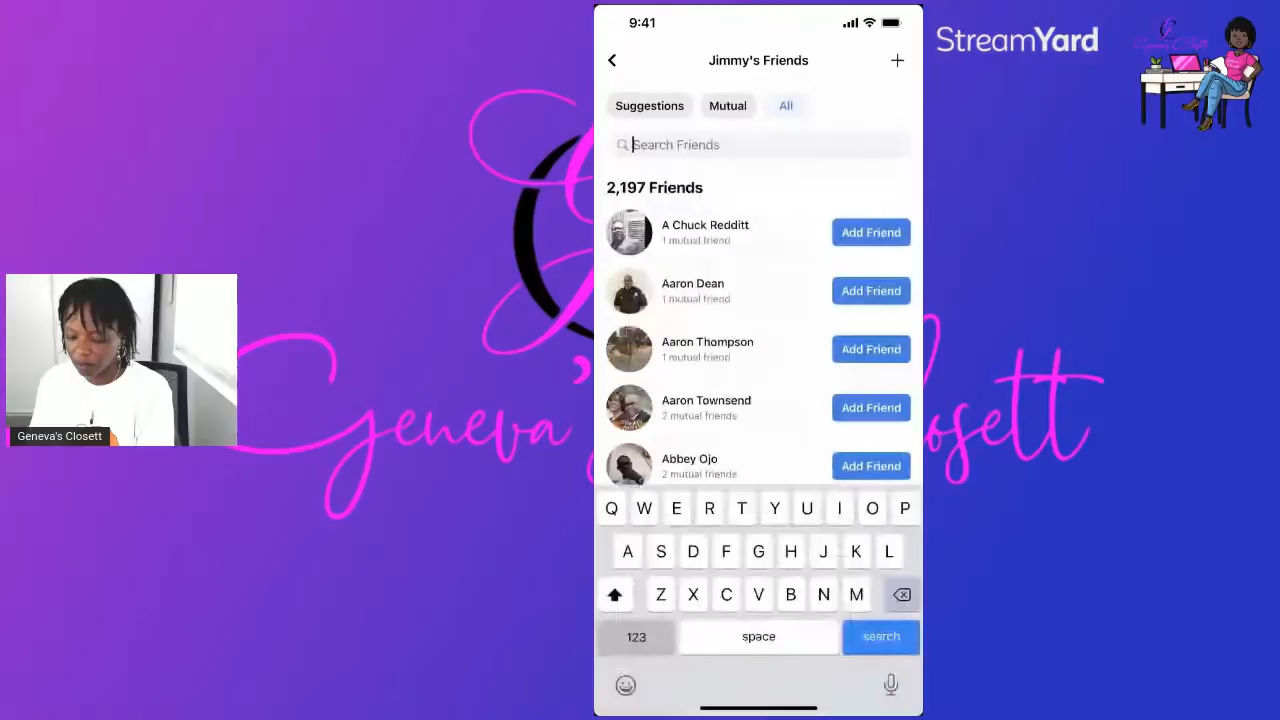 9:41
StreamYard
Jimmy's Friends
Suggestions Mutual All
Search Friends
2,197 Friends
A Chuck Redditt
1 mutual friend
Add Friend
Aaron Dean
1 mutual friend
Add Friend
Aaron Thompson
1 mutual friend
Add Friend
Aaron Townsend
2 mutual friends
Add Friend
Abbey Ojo
2 mutual friends
Add Friend
Q W E R T Y U I O P
A S D F G H J K L
Z X C V B N M
123 space search
Geneva's Closett
Geneva
osett